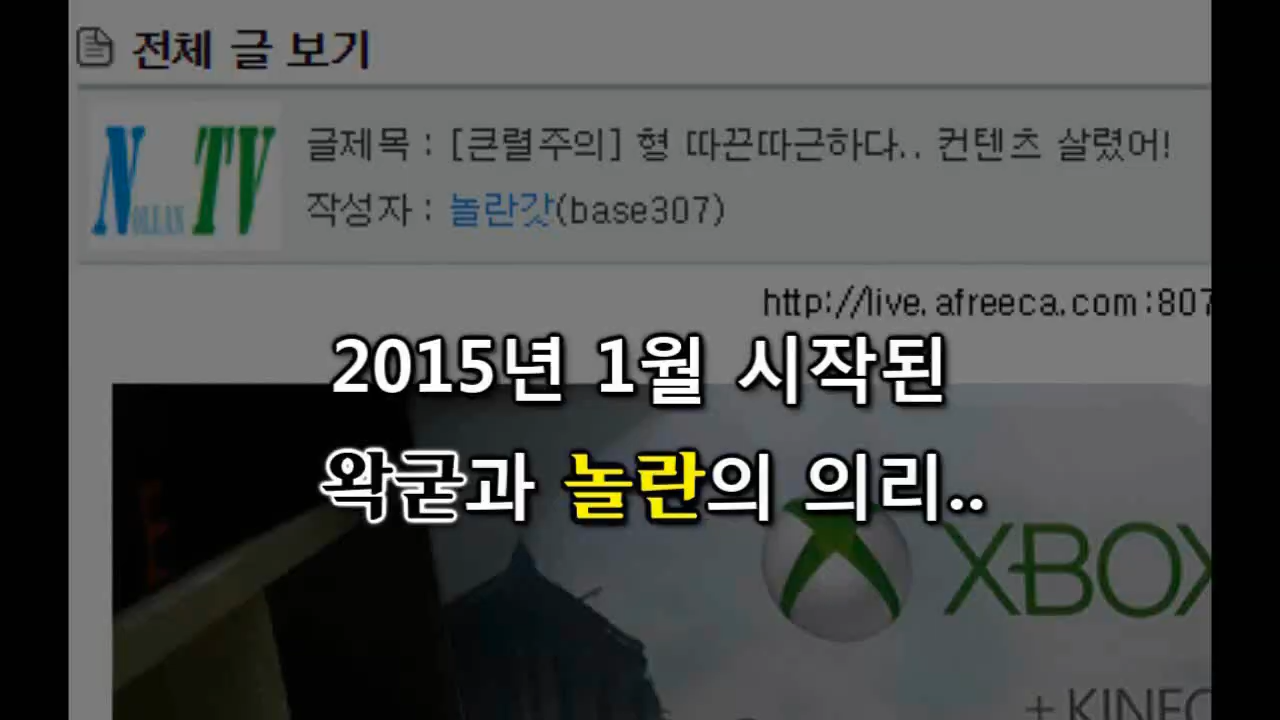 전체 글 보기
NOLLAN TV
글제목 : [큰렬주의] 형 따끈따근하다.. 컨텐츠 살렸어!
작성자 : 놀란갓(base307)
http://live.afreeca.com:807
2015년 1월 시작된
왁굳과 놀란의 의리..
XBOX
+ KINEC